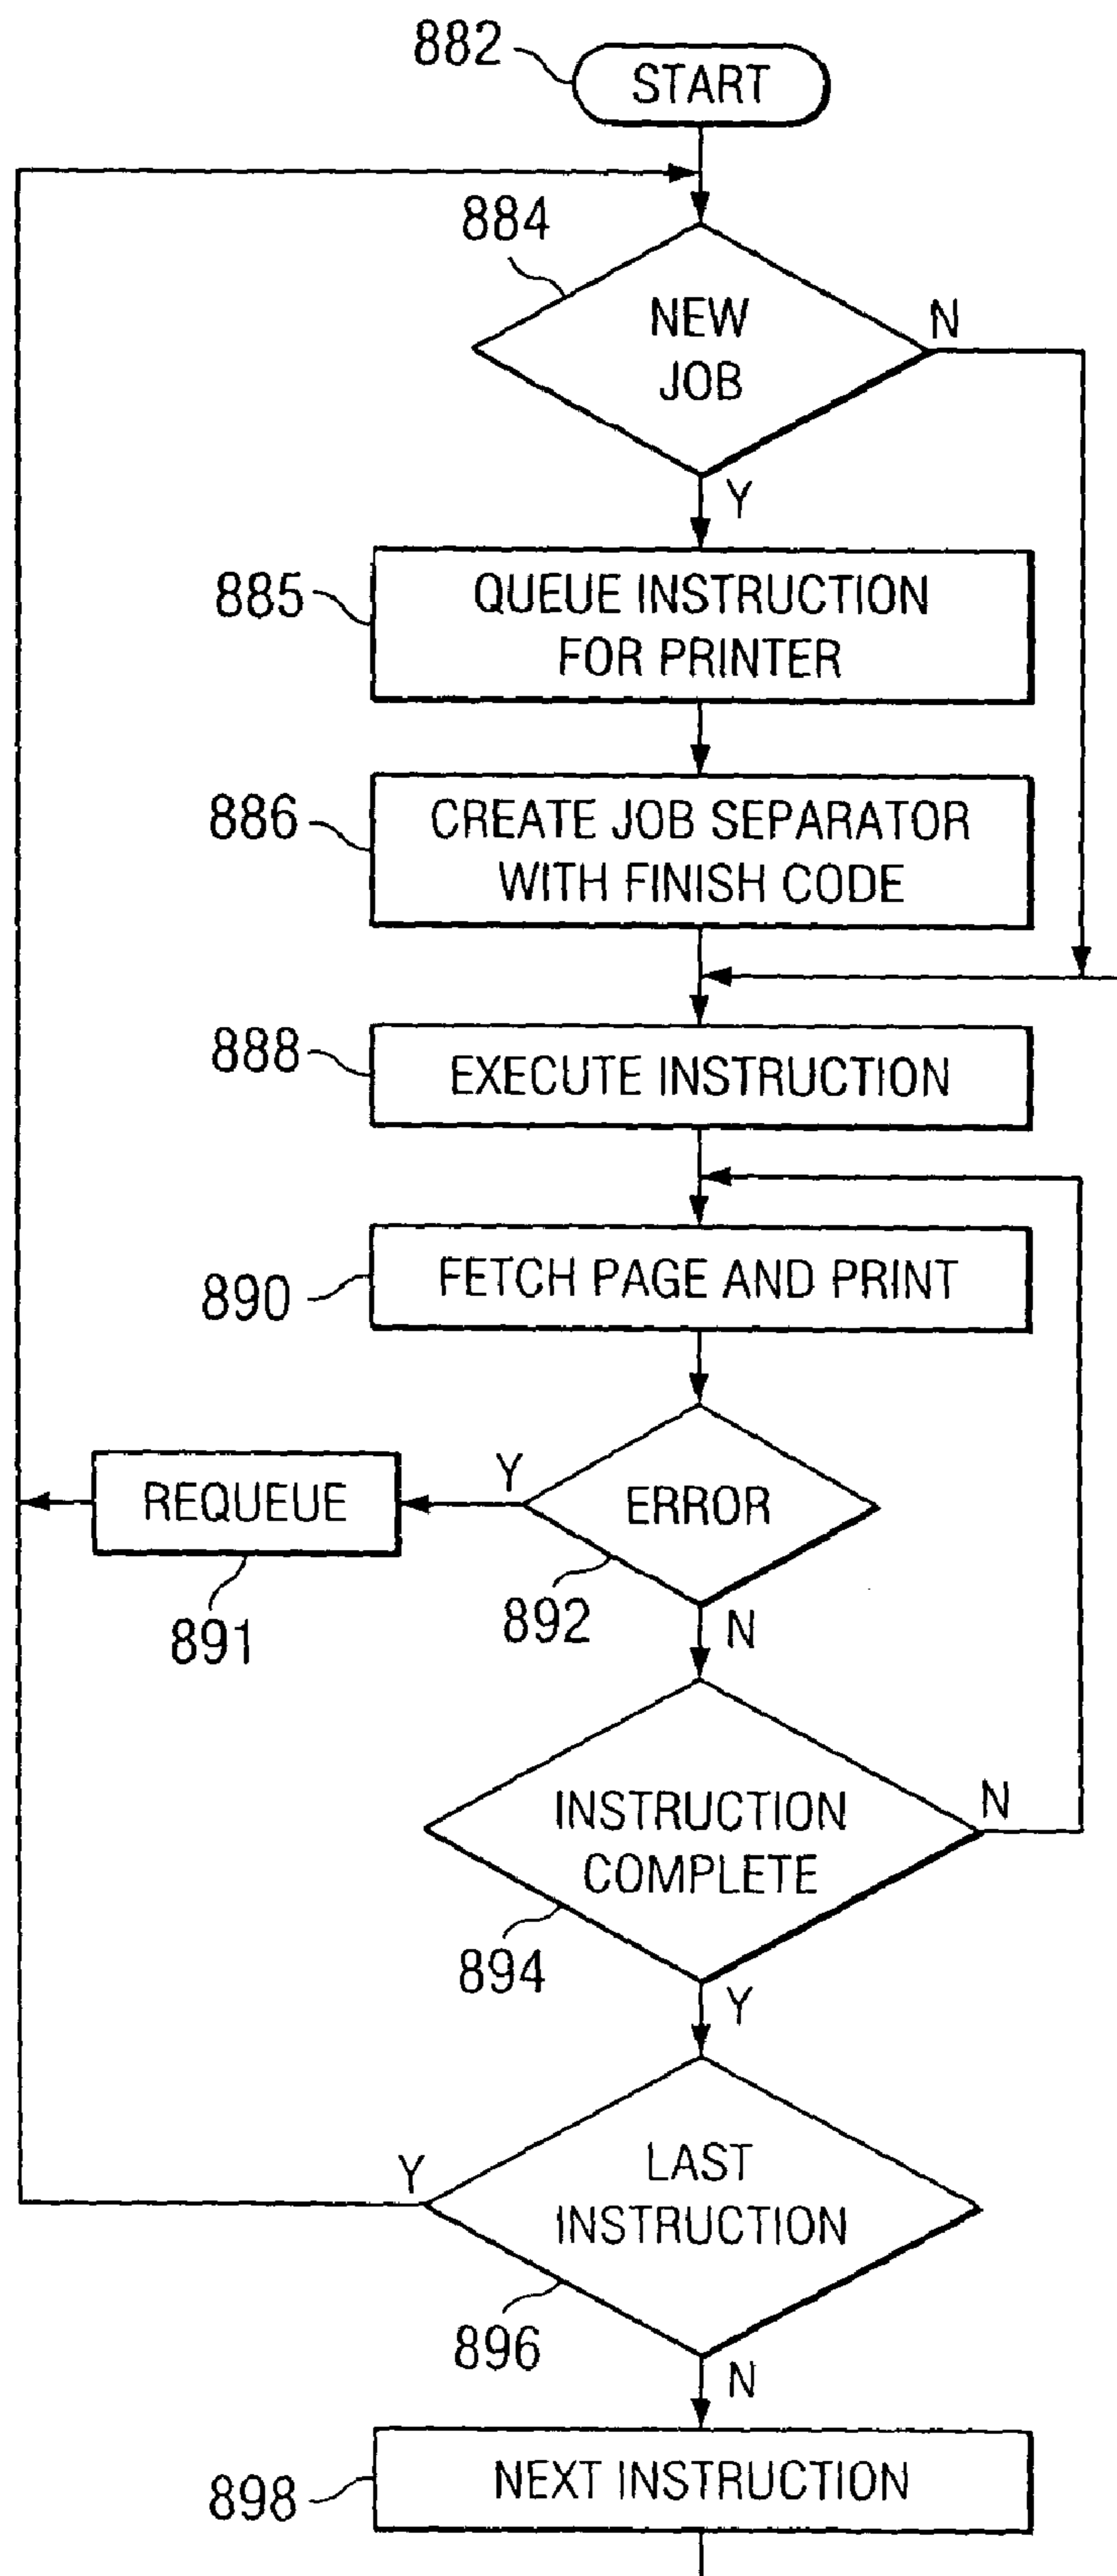 882
START
884
NEW
JOB
N
Y
885
QUEUE INSTRUCTION
FOR PRINTER
886
CREATE JOB SEPARATOR
WITH FINISH CODE
888
EXECUTE INSTRUCTION
890
FETCH PAGE AND PRINT
REQUEUE
891
Y
ERROR
892
N
INSTRUCTION
COMPLETE
N
894
Y
Y
LAST
INSTRUCTION
896
N
898
NEXT INSTRUCTION